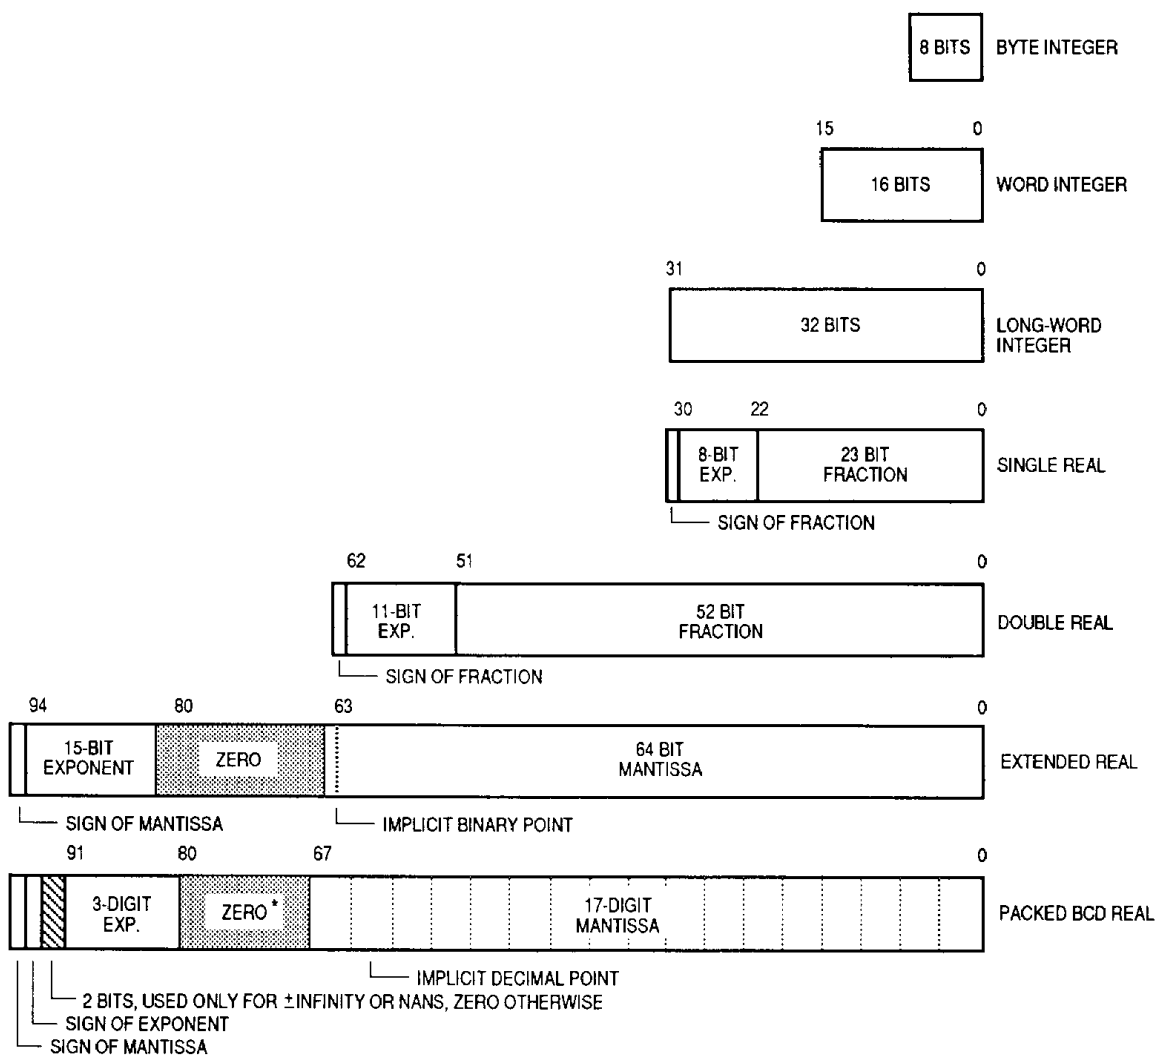 8 BITS BYTE INTEGER
15 0
16 BITS WORD INTEGER
31 0
32 BITS LONG-WORD
INTEGER
30 22 0
8-BIT
EXP.
23 BIT
FRACTION
SINGLE REAL
SIGN OF FRACTION
62 51 0
11-BIT
EXP.
52 BIT
FRACTION
DOUBLE REAL
SIGN OF FRACTION
94 80 63 0
15-BIT
EXPONENT
ZERO
64 BIT
MANTISSA
EXTENDED REAL
SIGN OF MANTISSA IMPLICIT BINARY POINT
91 80 67 0
3-DIGIT
EXP.
ZERO*
17-DIGIT
MANTISSA
PACKED BCD REAL
IMPLICIT DECIMAL POINT
2 BITS, USED ONLY FOR ±INFINITY OR NANS, ZERO OTHERWISE
SIGN OF EXPONENT
SIGN OF MANTISSA